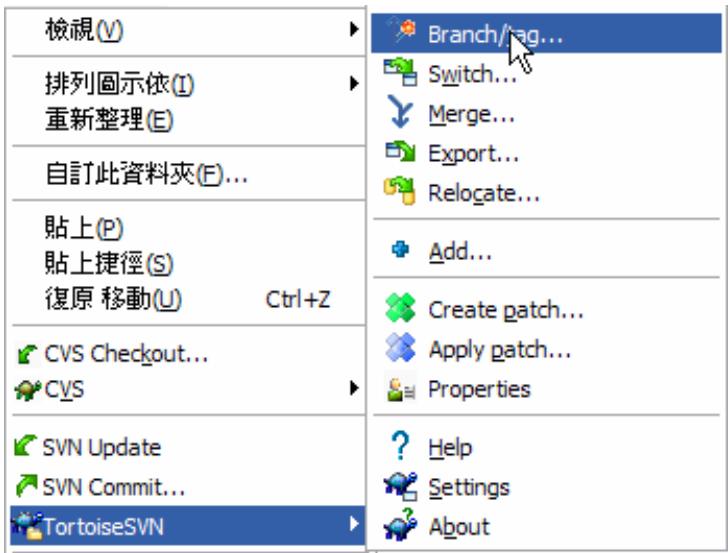 檢視(V)
排列圖示依(I)
重新整理(E)
自訂此資料夾(F)...
貼上(P)
貼上捷徑(S)
復原 移動(U) Ctrl+Z
CVS Checkout...
CVS
SVN Update
SVN Commit...
TortoiseSVN
Branch/tag...
Switch...
Merge...
Export...
Relocate...
Add...
Create patch...
Apply patch...
Properties
Help
Settings
About